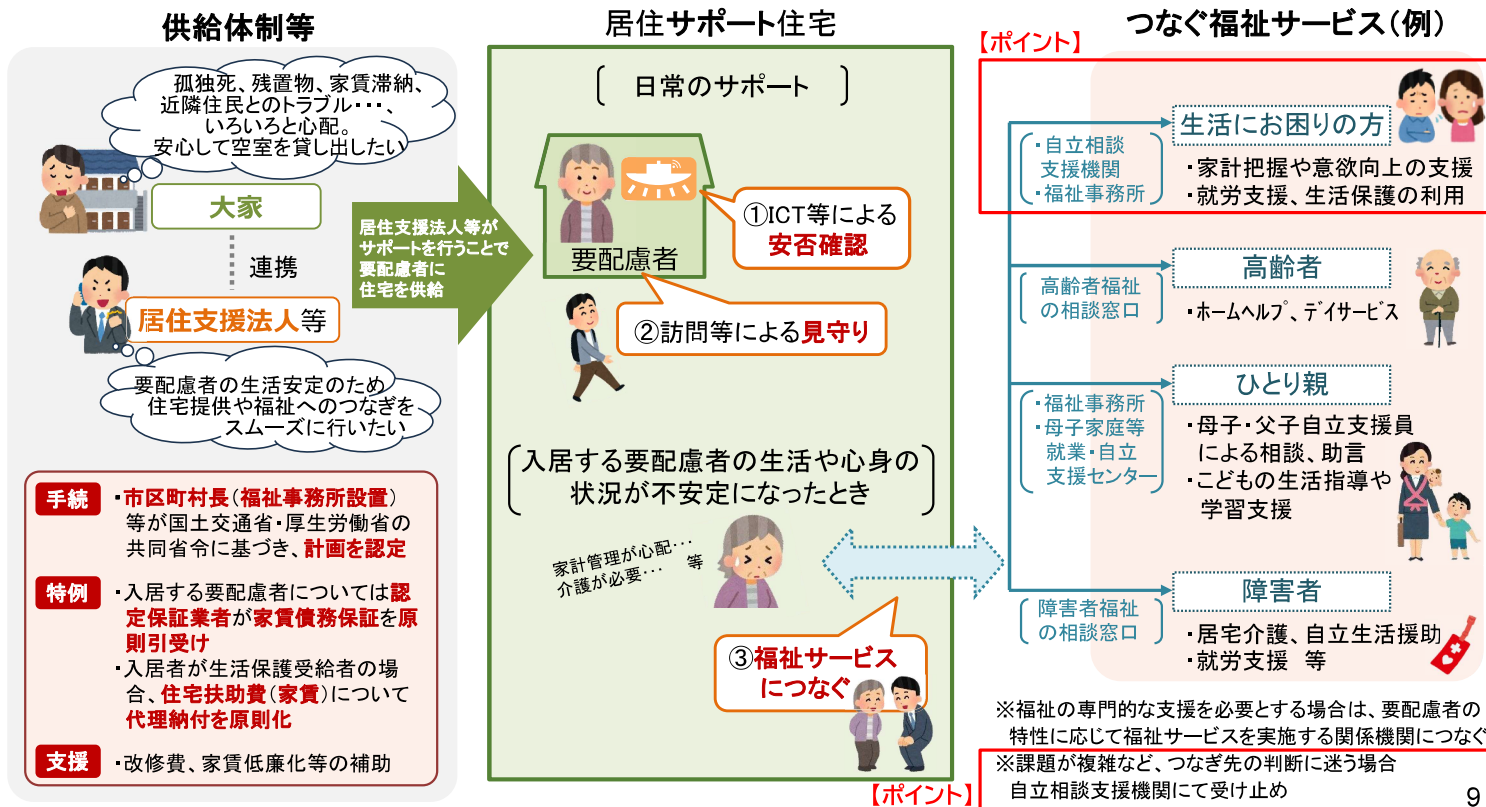 供給体制等
孤独死、残置物、家賃滞納、
近隣住民とのトラブル・・・、
いろいろと心配。
安心して空室を貸し出したい
大家
連携
居住支援法人等
要配慮者の生活安定のため
住宅提供や福祉へのつなぎを
スムーズに行いたい
居住支援法人等が
サポートを行うことで
要配慮者に
住宅を供給
手続
・市区町村長(福祉事務所設置)
等が国土交通省・厚生労働省の
共同省令に基づき、計画を認定
特例
・入居する要配慮者については認
定保証業者が家賃債務保証を原
則引受け
・入居者が生活保護受給者の場
合、住宅扶助費(家賃)について
代理納付を原則化
支援
・改修費、家賃低廉化等の補助
居住サポート住宅
日常のサポート
要配慮者
①ICT等による
安否確認
②訪問等による見守り
入居する要配慮者の生活や心身の
状況が不安定になったとき
家計管理が心配・・・
介護が必要・・・ 等
③福祉サービス
につなぐ
つなぐ福祉サービス(例)
【ポイント】
・自立相談
支援機関
・福祉事務所
生活にお困りの方
・家計把握や意欲向上の支援
・就労支援、生活保護の利用
高齢者福祉
の相談窓口
高齢者
・ホームヘルプ、デイサービス
・福祉事務所
・母子家庭等
就業・自立
支援センター
ひとり親
・母子・父子自立支援員
による相談、助言
・こどもの生活指導や
学習支援
障害者福祉
の相談窓口
障害者
・居宅介護、自立生活援助
・就労支援 等
※福祉の専門的な支援を必要とする場合は、要配慮者の
特性に応じて福祉サービスを実施する関係機関につなぐ
【ポイント】
※課題が複雑など、つなぎ先の判断に迷う場合
自立相談支援機関にて受け止め
9